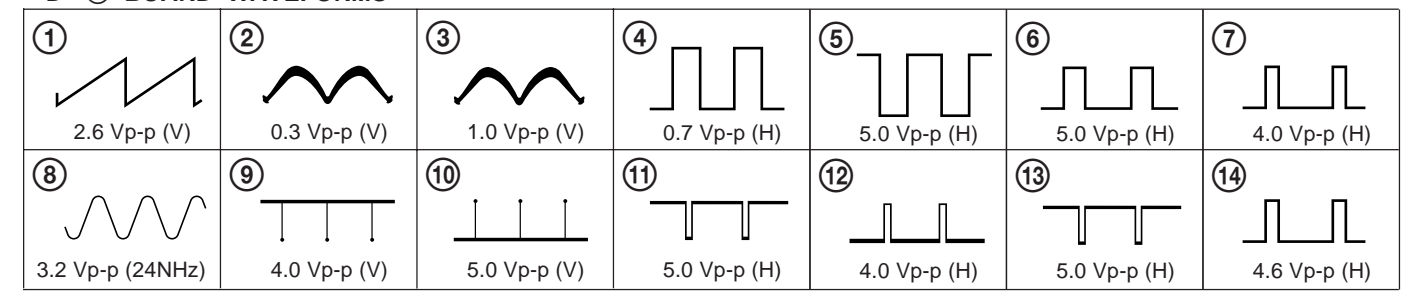 ① ② ③ ④ ⑤ ⑥ ⑦
2.6 Vp-p (V) 0.3 Vp-p (V) 1.0 Vp-p (V) 0.7 Vp-p (H) 5.0 Vp-p (H) 5.0 Vp-p (H) 4.0 Vp-p (H)
⑧ ⑨ ⑩ ⑪ ⑫ ⑬ ⑭
3.2 Vp-p (24NHz) 4.0 Vp-p (V) 5.0 Vp-p (V) 5.0 Vp-p (H) 4.0 Vp-p (H) 5.0 Vp-p (H) 4.6 Vp-p (H)